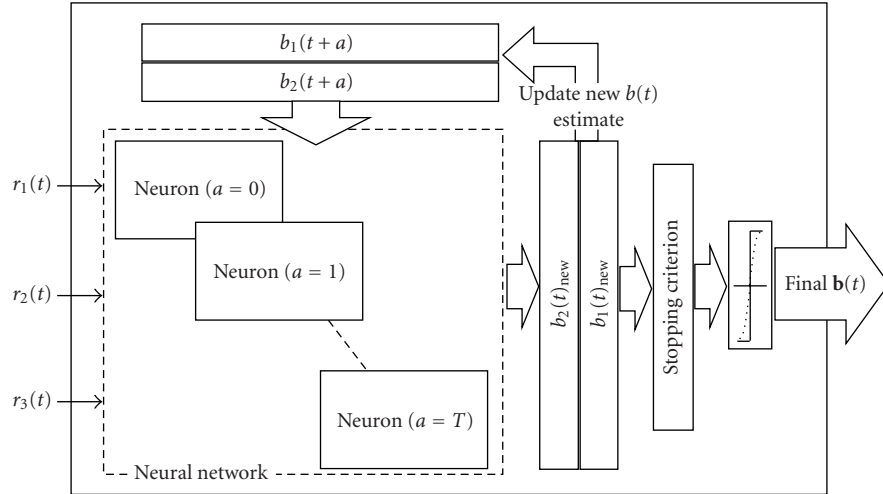 b₁(t + a)
b₂(t + a)
Update new b(t)
estimate
r₁(t)
Neuron (a = 0)
r₂(t)
Neuron (a = 1)
r₃(t)
Neuron (a = T)
Neural network
b₂(t)new
b₁(t)new
Stopping criterion
Final b(t)